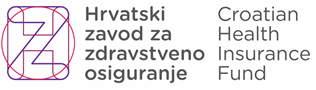 Hrvatski
zavod za
zdravstveno
osiguranje
Croatian
Health
Insurance
Fund